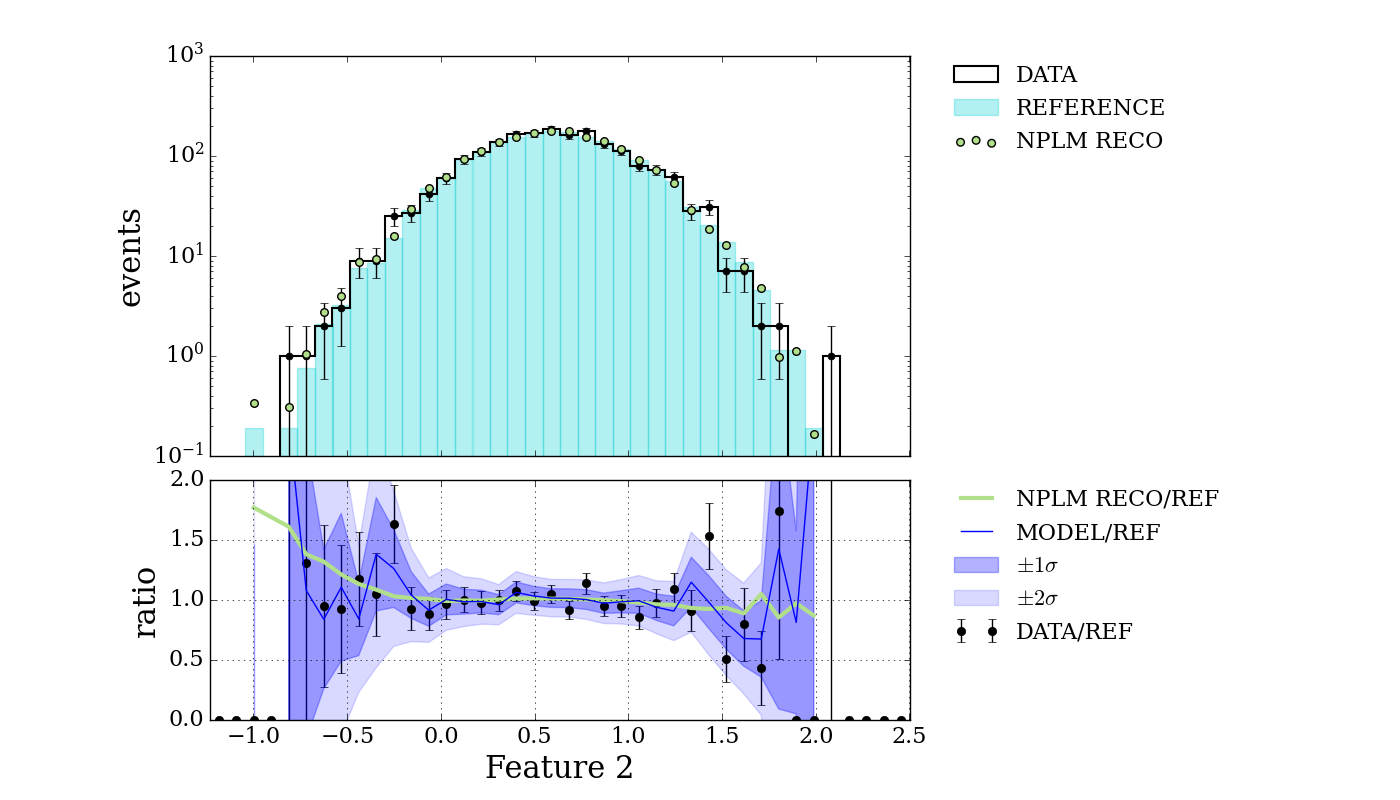 10³
10²
10¹
10⁰
10⁻¹
events
DATA
REFERENCE
NPLM RECO
2.0
1.5
1.0
0.5
0.0
ratio
−1.0 −0.5 0.0 0.5 1.0 1.5 2.0 2.5
Feature 2
NPLM RECO/REF
MODEL/REF
±1σ
±2σ
DATA/REF